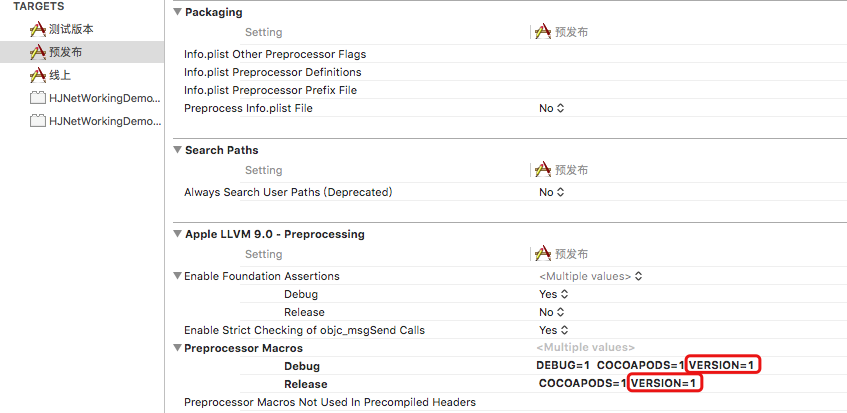 TARGETS
测试版本
预发布
线上
HJNetWorkingDemo...
HJNetWorkingDemo...
Packaging
Setting 预发布
Info.plist Other Preprocessor Flags
Info.plist Preprocessor Definitions
Info.plist Preprocessor Prefix File
Preprocess Info.plist File No
Search Paths
Setting 预发布
Always Search User Paths (Deprecated) No
Apple LLVM 9.0 - Preprocessing
Setting 预发布
Enable Foundation Assertions <Multiple values>
Debug Yes
Release No
Enable Strict Checking of objc_msgSend Calls Yes
Preprocessor Macros <Multiple values>
Debug DEBUG=1 COCOAPODS=1 VERSION=1
Release COCOAPODS=1 VERSION=1
Preprocessor Macros Not Used In Precompiled Headers